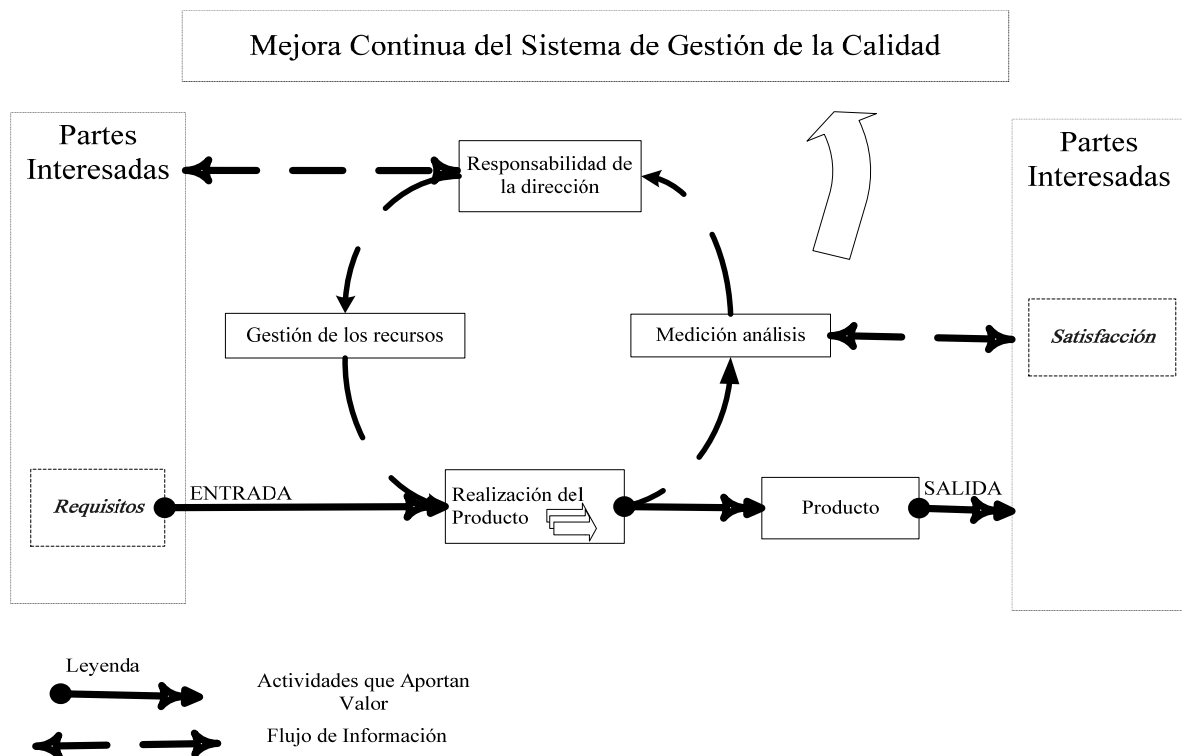 Mejora Continua del Sistema de Gestión de la Calidad
Partes
Interesadas
Responsabilidad de
la dirección
Partes
Interesadas
Gestión de los recursos
Medición análisis
Satisfacción
Requisitos
ENTRADA
Realización del
Producto
Producto
SALIDA
Leyenda
Actividades que Aportan
Valor
Flujo de Información